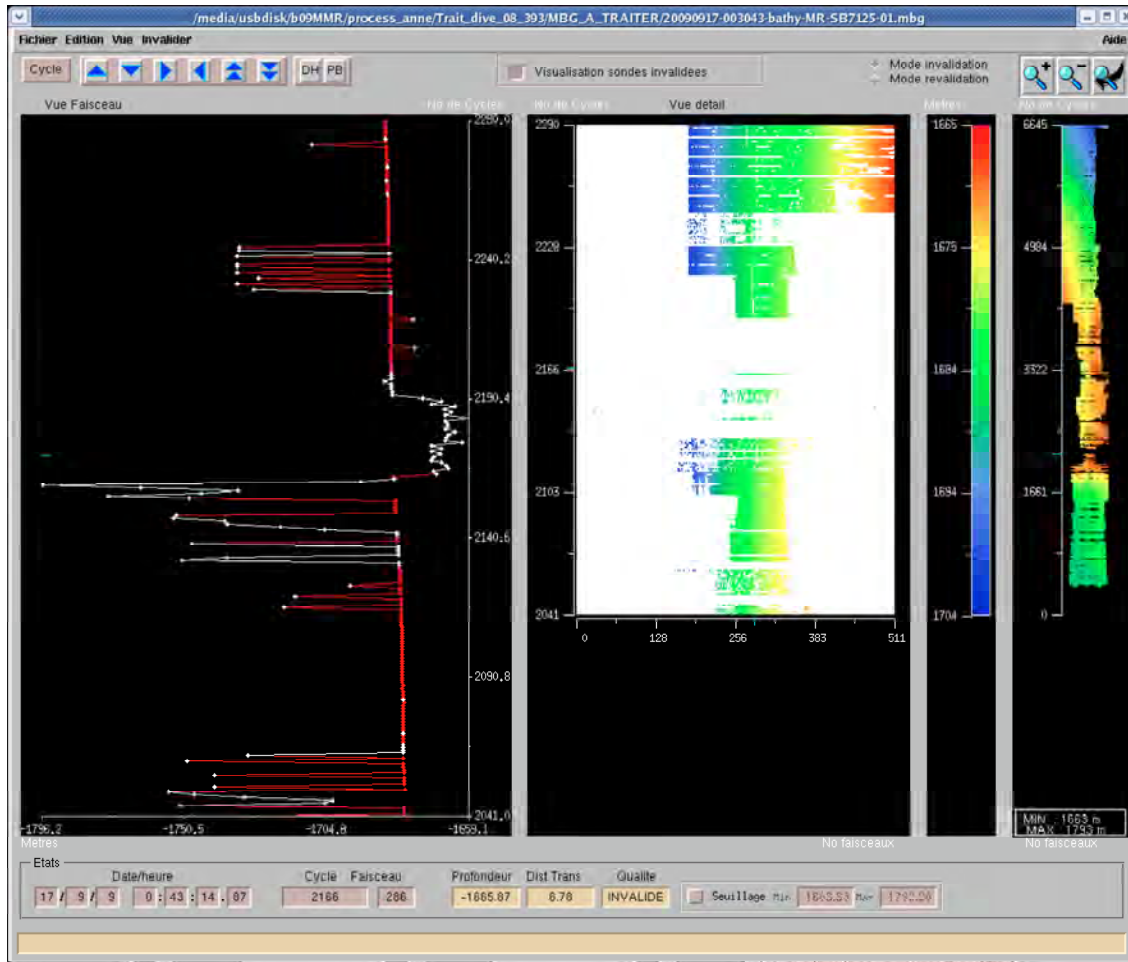 /media/usbdisk/b09MMR/process_anne/Trait_dive_08_393/MBG_A_TRAITER/20090917-003043-bathy-MR-SB7125-01.mbg
Fichier Edition Vue Invalider Aide
Cycle DH PB Visualisation sondes invalidees
Mode invalidation
Mode revalidation
Vue Faisceau No de Cycles No de Cycles Vue detail Metres No de Cycles
2290.0 2290 1665 6645
2240.2 2228 1675 4984
2190.4 2166 1684 3322
2140.6 2103 1694 1661
2090.8
2041.0 2041 1704 0
0 128 256 383 511
-1796.2 -1750.5 -1704.8 -1659.1
MIN 1663 m
MAX 1793 m
Metres No faisceaux No faisceaux
Etats
Date/heure Cycle Faisceau Profondeur Dist Trans Qualite
17 / 9 / 9 0 : 43 : 14 . 87 2166 286 -1665.87 6.78 INVALIDE Seuillage Min Max